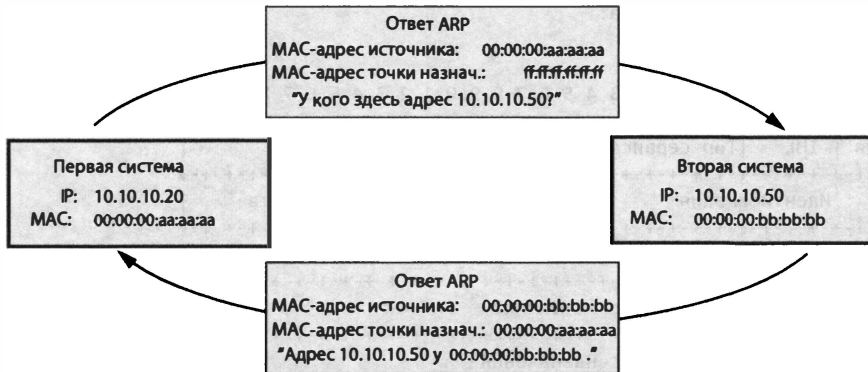 Ответ ARP
МАС-адрес источника: 00:00:00:aa:aa:aa
МАС-адрес точки назнач.: ff:ff:ff:ff:ff:ff
"У кого здесь адрес 10.10.10.50?"
Первая система
IP: 10.10.10.20
MAC: 00:00:00:aa:aa:aa
Вторая система
IP: 10.10.10.50
MAC: 00:00:00:bb:bb:bb
Ответ ARP
МАС-адрес источника: 00:00:00:bb:bb:bb
МАС-адрес точки назнач.: 00:00:00:aa:aa:aa
"Адрес 10.10.10.50 у 00:00:00:bb:bb:bb ."